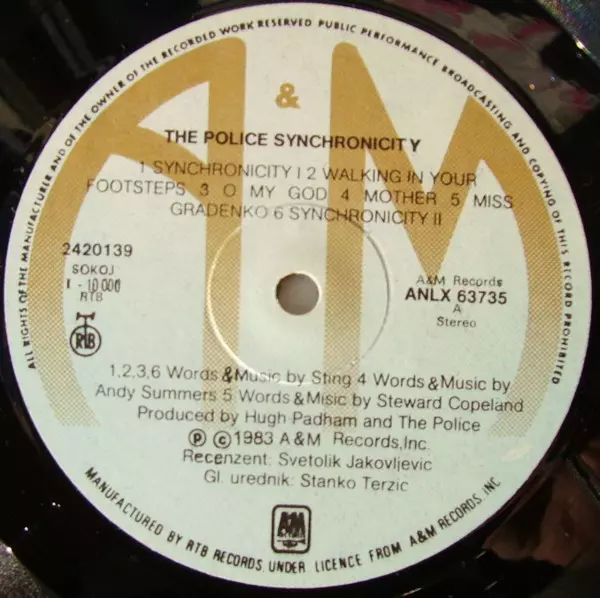 ALL RIGHTS OF THE MANUFACTURER AND OF THE OWNER OF THE RECORDED WORK RESERVED PUBLIC PERFORMANCE BROADCASTING AND COPYING OF THIS RECORD PROHIBITED
A & M
THE POLICE SYNCHRONICITY
1 SYNCHRONICITY I 2 WALKING IN YOUR
FOOTSTEPS 3 O MY GOD 4 MOTHER 5 MISS
GRADENKO 6 SYNCHRONICITY II
2420139
SOKOJ
I - 10 000
RTB
RTB
A&M Records
ANLX 63735
A
Stereo
1,2,3,6 Words & Music by Sting 4 Words & Music by
Andy Summers 5 Words & Misic by Steward Copeland
Produced by Hugh Padham and The Police
Ⓟ © 1983 A&M Records,Inc.
Recenzent: Svetolik Jakovljevic
Gl. urednik: Stanko Terzic
A&M
MANUFACTURED BY RTB RECORDS UNDER LICENCE FROM A&M RECORDS, INC